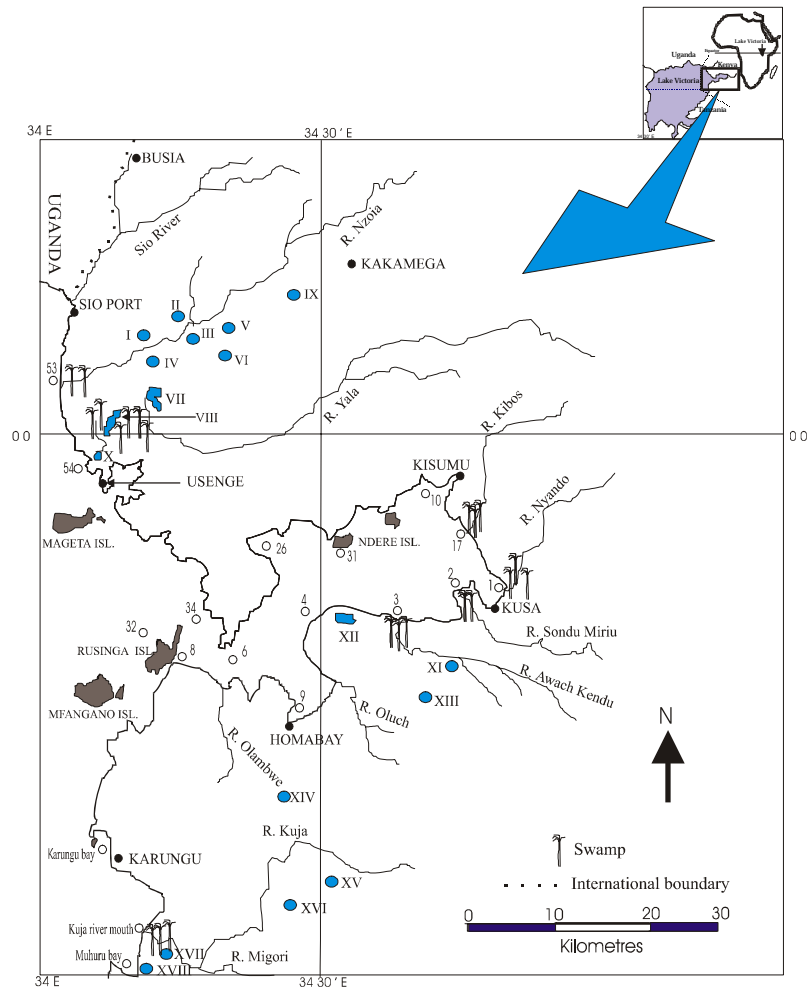 Lake Victoria
Equator
Uganda
Kenya
Lake Victoria
Tanzania
34 E
34 30 ' E
BUSIA
UGANDA
Sio River
R. Nzoia
KAKAMEGA
SIO PORT
IX
II
I
III
V
IV
VI
53
VII
VIII
R. Yala
R. Kibos
0 0
0 0
X
54
KISUMU
USENGE
10
R. Nyando
MAGETA ISL.
NDERE ISL.
17
26
31
2
1
4
3
KUSA
34
32
XII
R. Sondu Miriu
RUSINGA ISL.
8
6
XI
R. Awach Kendu
MFANGANO ISL.
9
XIII
R. Oluch
N
HOMABAY
R. Olambwe
XIV
R. Kuja
Karungu bay
KARUNGU
Swamp
XV
International boundary
XVI
0 10 20 30
Kilometres
Kuja river mouth
XVII
Muhuru bay
R. Migori
XVIII
34 E
34 30 ' E